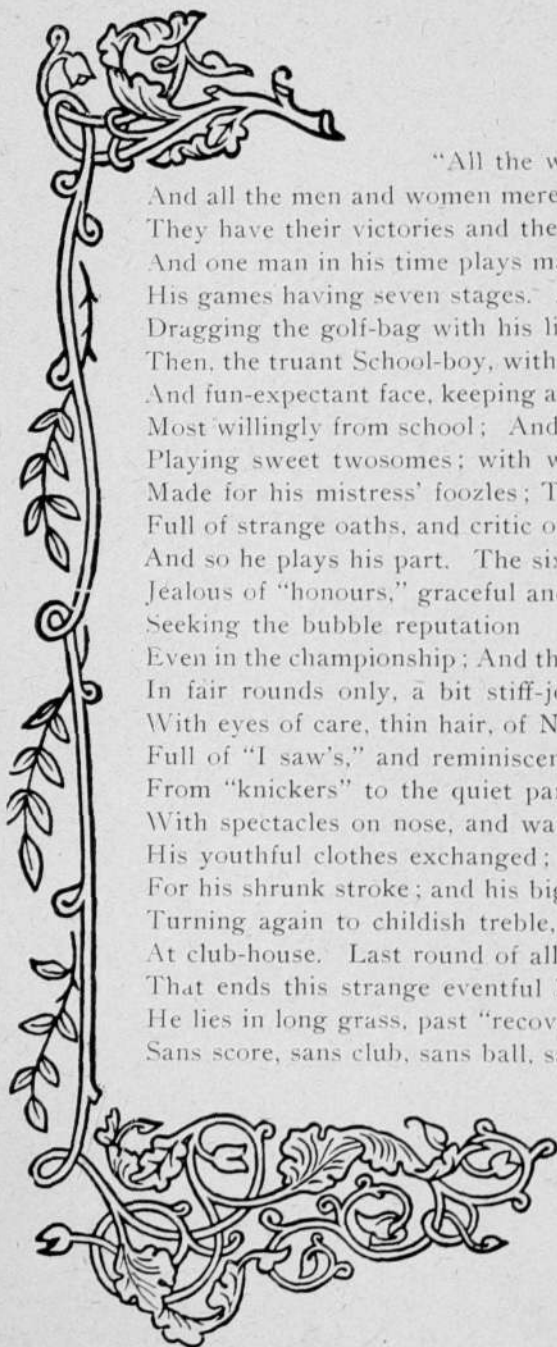 "All the w
And all the men and women mere
They have their victories and the
And one man in his time plays m
His games having seven stages.
Dragging the golf-bag with his li
Then, the truant School-boy, with
And fun-expectant face, keeping a
Most willingly from school; And
Playing sweet twosomes; with w
Made for his mistress' foozles; T
Full of strange oaths, and critic o
And so he plays his part. The six
Jealous of "honours," graceful an
Seeking the bubble reputation
Even in the championship; And th
In fair rounds only, a bit stiff-j
With eyes of care, thin hair, of N
Full of "I saw's," and reminiscen
From "knickers" to the quiet pa
With spectacles on nose, and wa
His youthful clothes exchanged;
For his shrunk stroke; and his big
Turning again to childish treble,
At club-house. Last round of all
That ends this strange eventful
He lies in long grass, past "recov
Sans score, sans club, sans ball, s